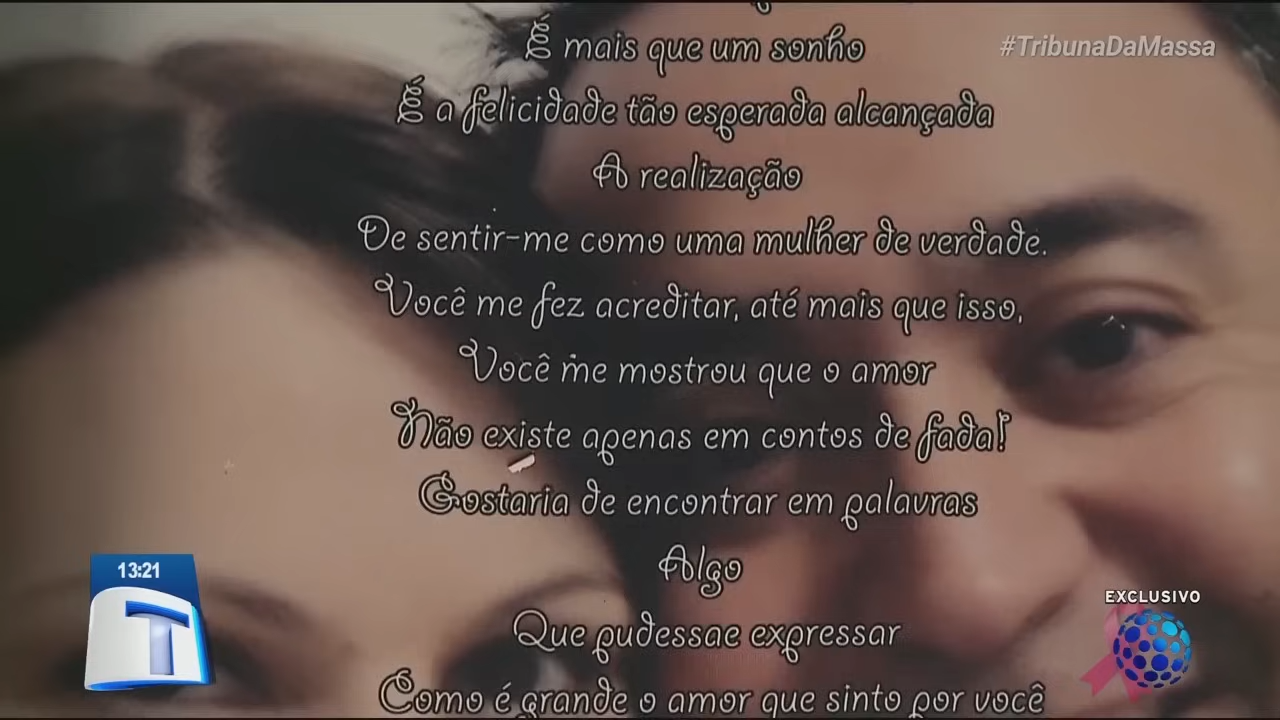 #TribunaDaMassa
É mais que um sonho
É a felicidade tão esperada alcançada
A realização
De sentir-me como uma mulher de verdade.
Você me fez acreditar, até mais que isso,
Você me mostrou que o amor
Não existe apenas em contos de fada!
Gostaria de encontrar em palavras
Algo
Que pudessae expressar
Como é grande o amor que sinto por você
13:21
T
EXCLUSIVO